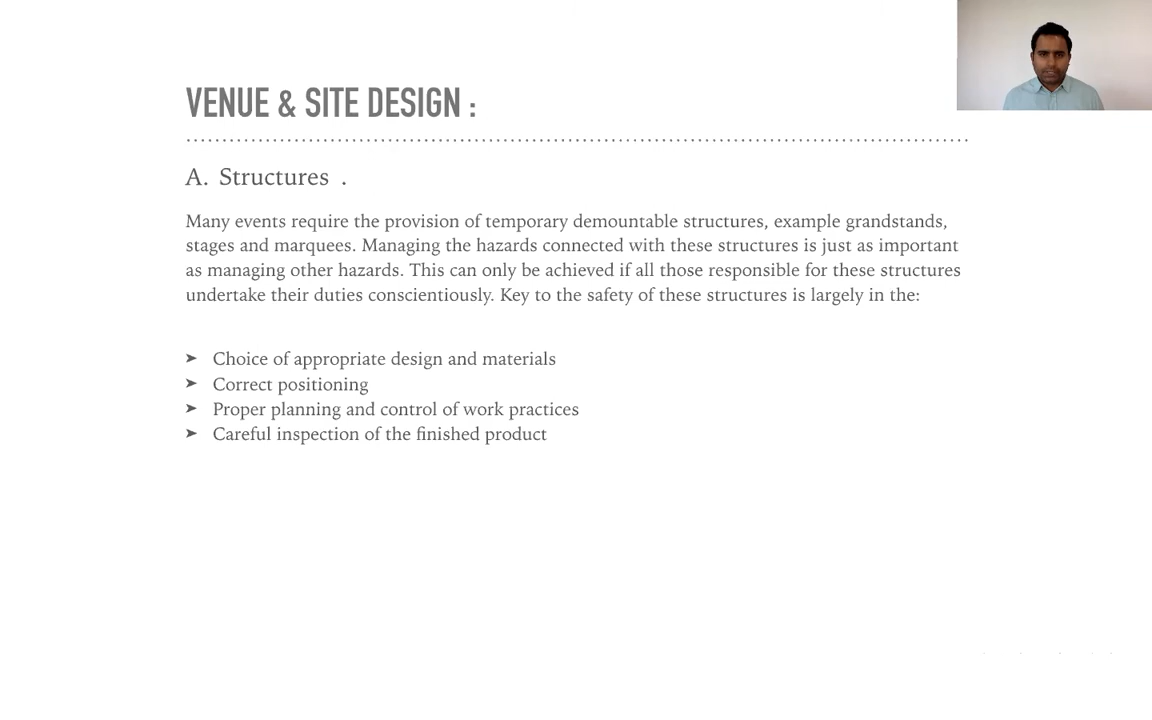 VENUE & SITE DESIGN :
A. Structures .
Many events require the provision of temporary demountable structures, example grandstands,
stages and marquees. Managing the hazards connected with these structures is just as important
as managing other hazards. This can only be achieved if all those responsible for these structures
undertake their duties conscientiously. Key to the safety of these structures is largely in the:
➤ Choice of appropriate design and materials
➤ Correct positioning
➤ Proper planning and control of work practices
➤ Careful inspection of the finished product